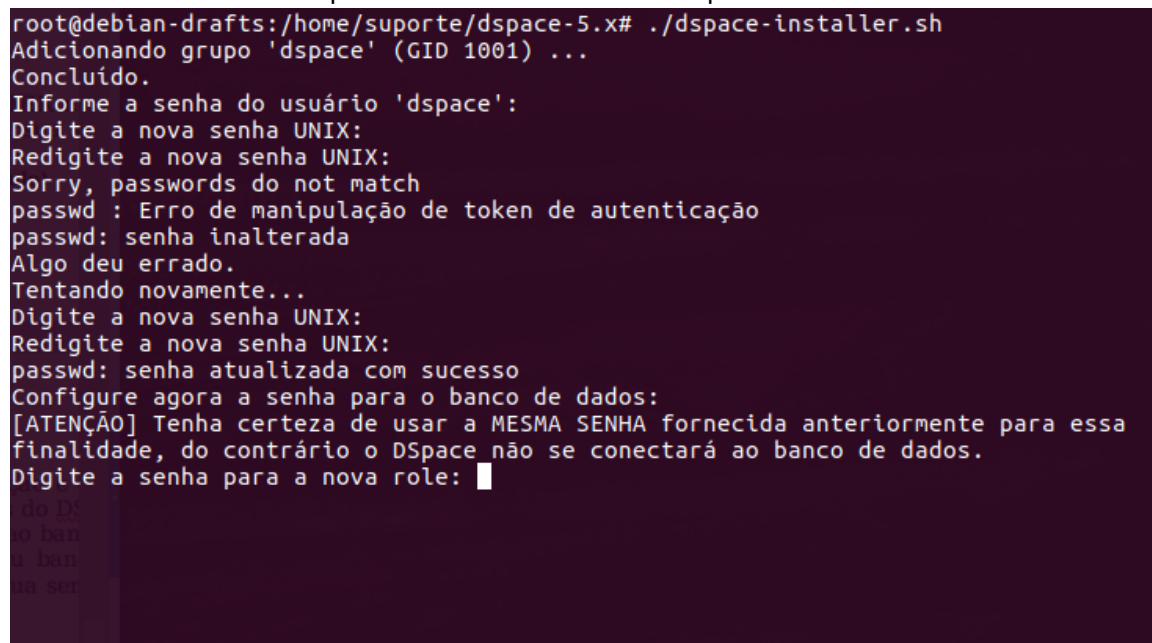 root@debian-drafts:/home/suporte/dspace-5.x# ./dspace-installer.sh
Adicionando grupo 'dspace' (GID 1001) ...
Concluído.
Informe a senha do usuário 'dspace':
Digite a nova senha UNIX:
Redigite a nova senha UNIX:
Sorry, passwords do not match
passwd : Erro de manipulação de token de autenticação
passwd: senha inalterada
Algo deu errado.
Tentando novamente...
Digite a nova senha UNIX:
Redigite a nova senha UNIX:
passwd: senha atualizada com sucesso
Configure agora a senha para o banco de dados:
[ATENÇÃO] Tenha certeza de usar a MESMA SENHA fornecida anteriormente para essa
finalidade, do contrário o DSpace não se conectará ao banco de dados.
Digite a senha para a nova role: